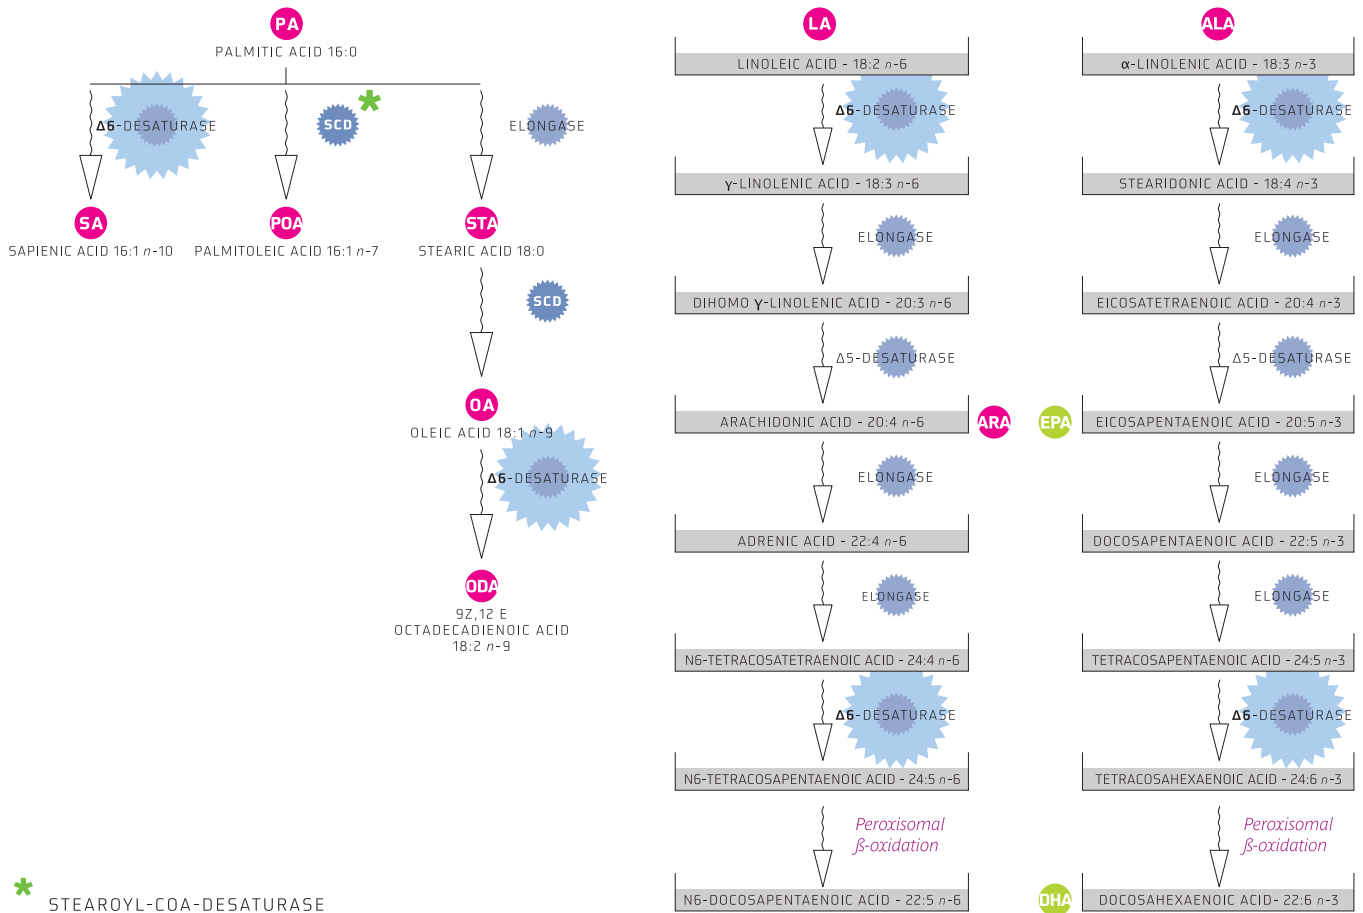 PA
PALMITIC ACID 16:0
Δ6-DESATURASE
SCD*
ELONGASE
SA
SAPIENIC ACID 16:1 n-10
POA
PALMITOLEIC ACID 16:1 n-7
STA
STEARIC ACID 18:0
SCD
OA
OLEIC ACID 18:1 n-9
Δ6-DESATURASE
ODA
9Z,12 E
OCTADECADIENOIC ACID
18:2 n-9
* STEAROYL-COA-DESATURASE
LA
LINOLEIC ACID - 18:2 n-6
Δ6-DESATURASE
γ-LINOLENIC ACID - 18:3 n-6
ELONGASE
DIHOMO γ-LINOLENIC ACID - 20:3 n-6
Δ5-DESATURASE
ARACHIDONIC ACID - 20:4 n-6
ARA
ELONGASE
ADRENIC ACID - 22:4 n-6
ELONGASE
N6-TETRACOSATETRAENOIC ACID - 24:4 n-6
Δ6-DESATURASE
N6-TETRACOSAPENTAENOIC ACID - 24:5 n-6
Peroxisomal
ß-oxidation
N6-DOCOSAPENTAENOIC ACID - 22:5 n-6
ALA
α-LINOLENIC ACID - 18:3 n-3
Δ6-DESATURASE
STEARIDONIC ACID - 18:4 n-3
ELONGASE
EICOSATETRAENOIC ACID - 20:4 n-3
Δ5-DESATURASE
EPA
EICOSAPENTAENOIC ACID - 20:5 n-3
ELONGASE
DOCOSAPENTAENOIC ACID - 22:5 n-3
ELONGASE
TETRACOSAPENTAENOIC ACID - 24:5 n-3
Δ6-DESATURASE
TETRACOSAHEXAENOIC ACID - 24:6 n-3
Peroxisomal
ß-oxidation
DHA
DOCOSAHEXAENOIC ACID - 22:6 n-3